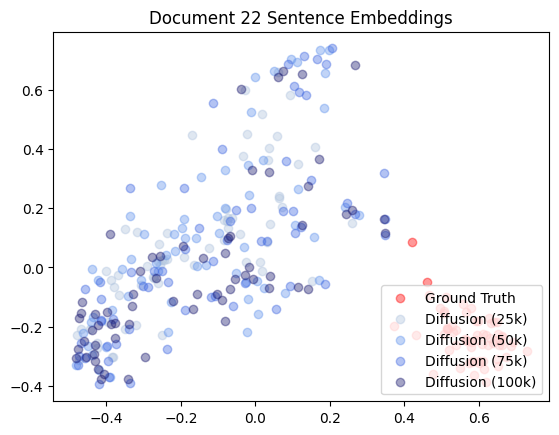 Document 22 Sentence Embeddings
0.6
0.4
0.2
0.0
−0.2
−0.4
Ground Truth
Diffusion (25k)
Diffusion (50k)
Diffusion (75k)
Diffusion (100k)
−0.4 −0.2 0.0 0.2 0.4 0.6